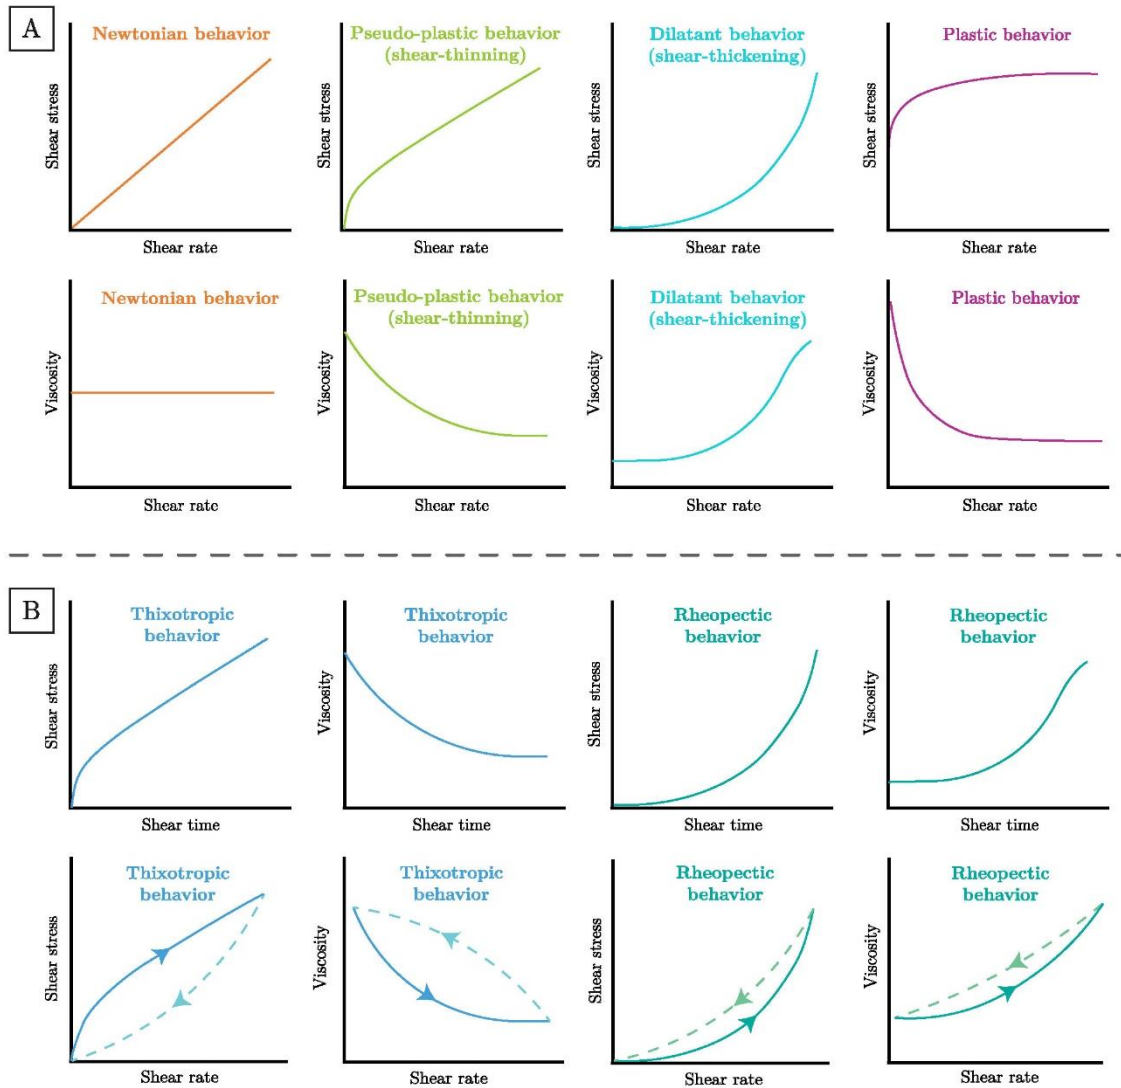 A
Newtonian behavior
Shear stress
Shear rate
Pseudo-plastic behavior
(shear-thinning)
Shear stress
Shear rate
Dilatant behavior
(shear-thickening)
Shear stress
Shear rate
Plastic behavior
Shear stress
Shear rate
Newtonian behavior
Viscosity
Shear rate
Pseudo-plastic behavior
(shear-thinning)
Viscosity
Shear rate
Dilatant behavior
(shear-thickening)
Viscosity
Shear rate
Plastic behavior
Viscosity
Shear rate
B
Thixotropic
behavior
Shear stress
Shear time
Thixotropic
behavior
Viscosity
Shear time
Rheopectic
behavior
Shear stress
Shear time
Rheopectic
behavior
Viscosity
Shear time
Thixotropic
behavior
Shear stress
Shear rate
Thixotropic
behavior
Viscosity
Shear rate
Rheopectic
behavior
Shear stress
Shear rate
Rheopectic
behavior
Viscosity
Shear rate